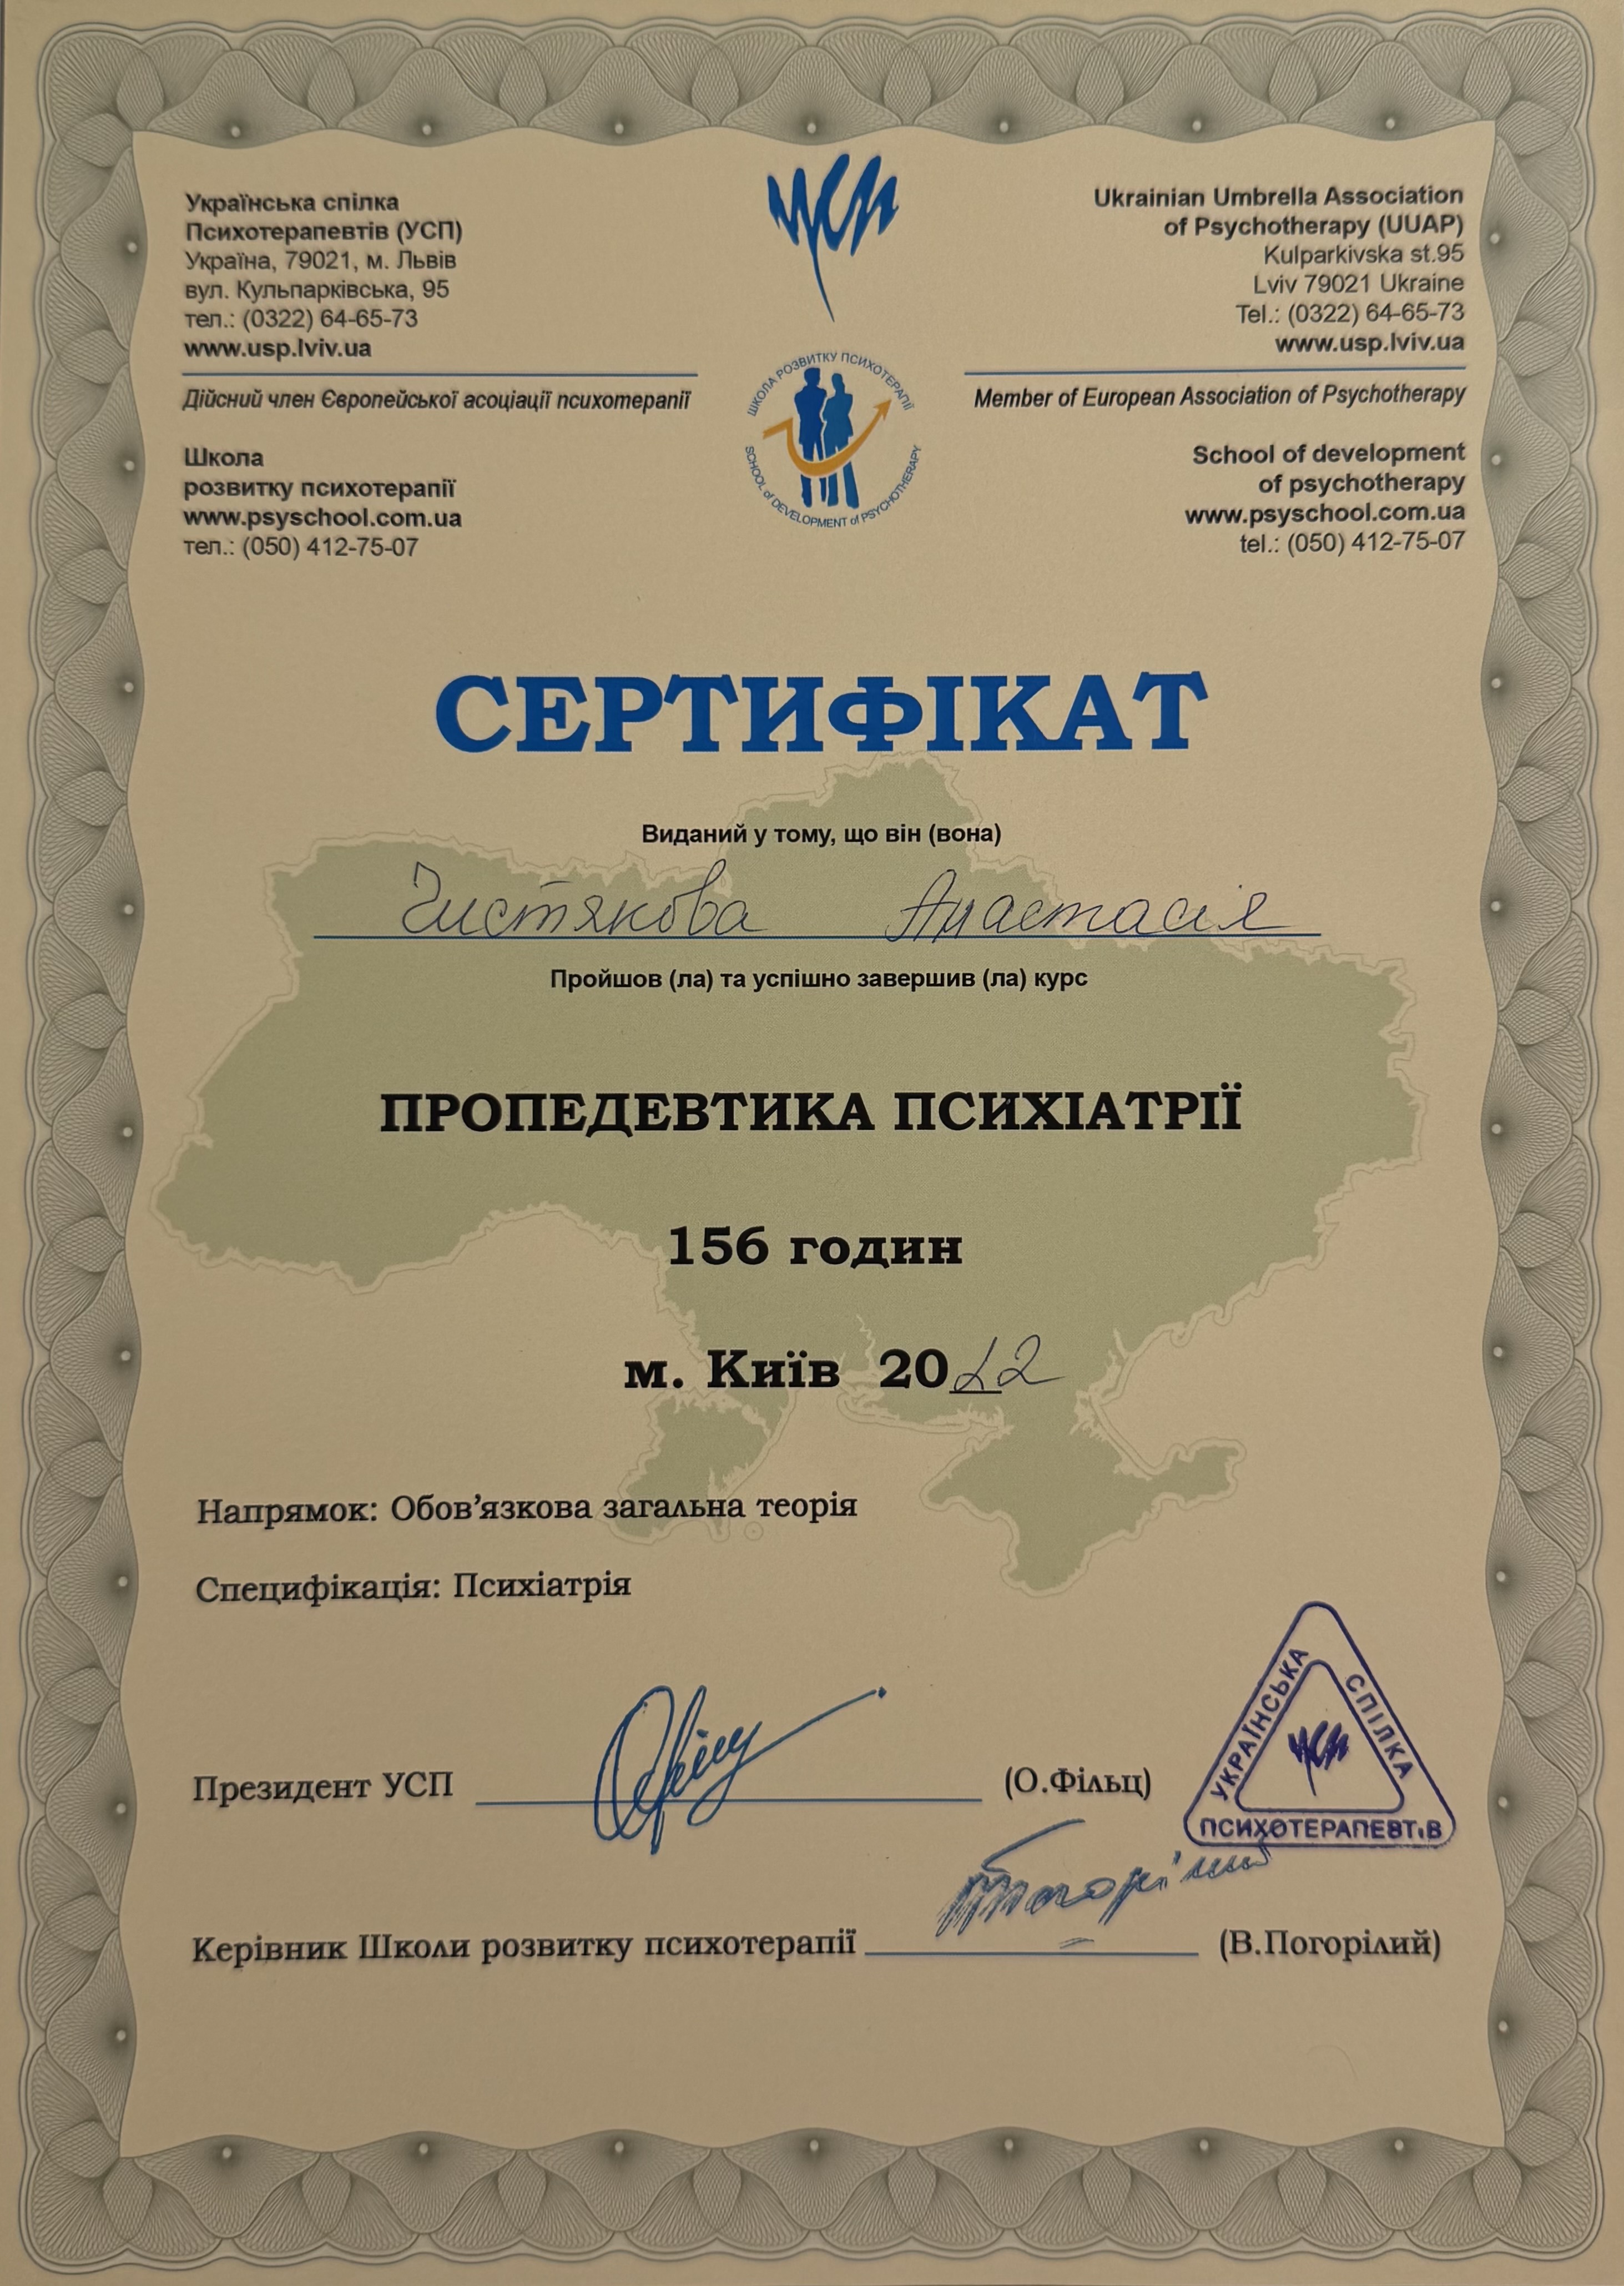 Українська спілка
Психотерапевтів (УСП)
Україна, 79021, м. Львів
вул. Кульпарківська, 95
тел.: (0322) 64-65-73
www.usp.lviv.ua
Дійсний член Європейської асоціації психотерапії
Школа
розвитку психотерапії
www.psyschool.com.ua
тел.: (050) 412-75-07
усп
ШКОЛА РОЗВИТКУ ПСИХОТЕРАПІЇ
SCHOOL of DEVELOPMENT of PSYCHOTHERAPY
Ukrainian Umbrella Association
of Psychotherapy (UUAP)
Kulparkivska st.95
Lviv 79021 Ukraine
Tel.: (0322) 64-65-73
www.usp.lviv.ua
Member of European Association of Psychotherapy
School of development
of psychotherapy
www.psyschool.com.ua
tel.: (050) 412-75-07
СЕРТИФІКАТ
Виданий у тому, що він (вона)
Чистякова Анастасія
Пройшов (ла) та успішно завершив (ла) курс
ПРОПЕДЕВТИКА ПСИХІАТРІЇ
156 годин
м. Київ 2022
Напрямок: Обов’язкова загальна теорія
Специфікація: Психіатрія
Президент УСП (О.Фільц)
УКРАЇНСЬКА СПІЛКА
усп
ПСИХОТЕРАПЕВТІВ
Керівник Школи розвитку психотерапії (В.Погорілий)